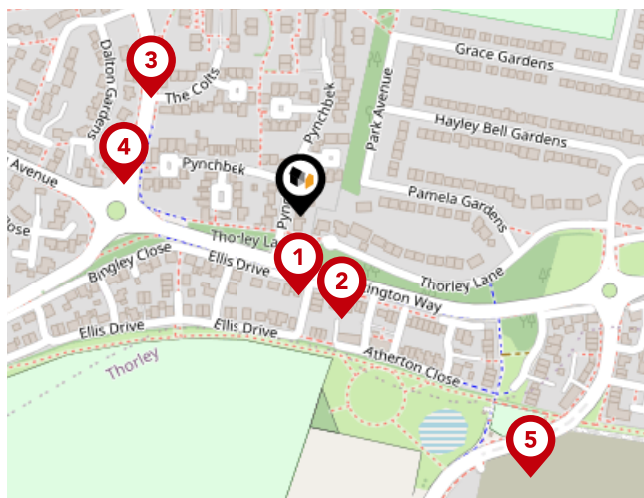 Grace Gardens
3
Dalton Gardens
The Colts
Pynchbek
Park Avenue
Hayley Bell Gardens
4
Avenue
Pynchbek
Pamela Gardens
Thorley La
1
Ellis Drive
Bingley Close
2
Thorley Lane
ington Way
Ellis Drive
Ellis Drive
Atherton Close
Thorley
5